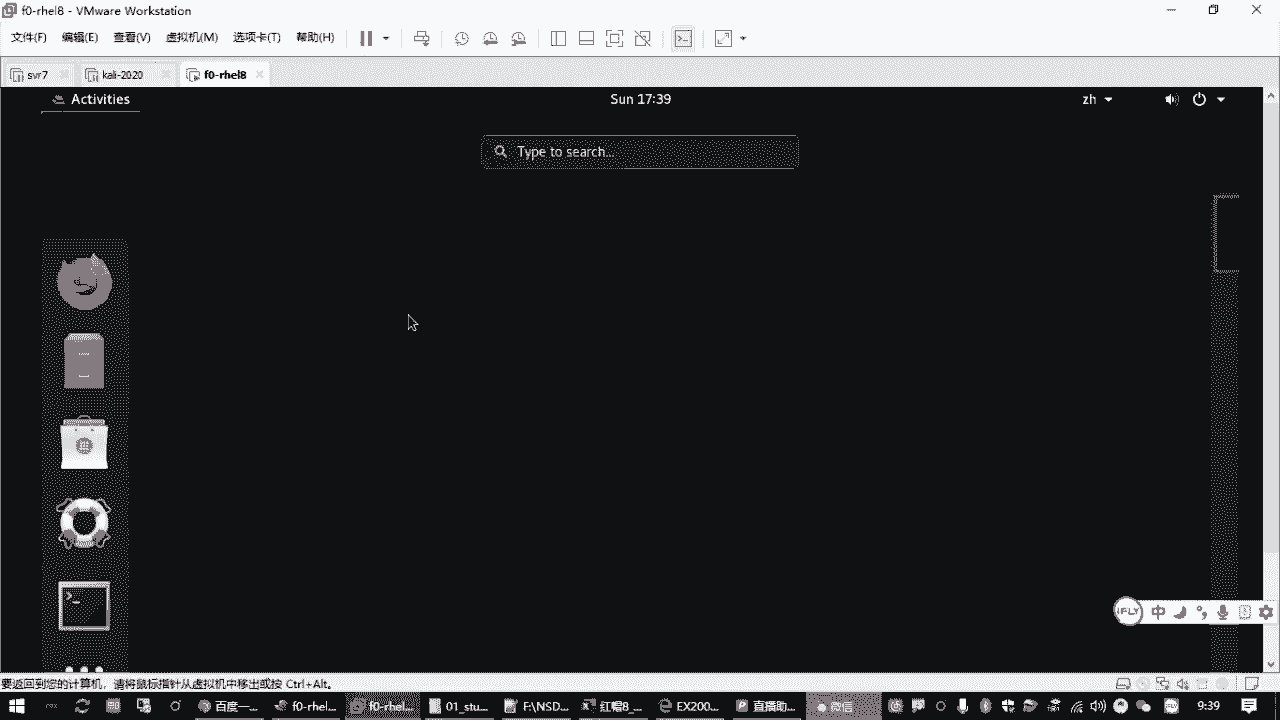 f0-rhel8 - VMware Workstation
文件(F) 编辑(E) 查看(V) 虚拟机(M) 选项卡(T) 帮助(H)
svr7 kali-2020 f0-rhel8
Activities Sun 17:39 zh
Type to search...
iFLY 中
要返回到您的计算机，请将鼠标指针从虚拟机中移出或按 Ctrl+Alt。
百度一... f0-rhel... f0-rhel... 01_stu... F:\NSD... 红帽8_... EX200... 直播助... 微信 9:39